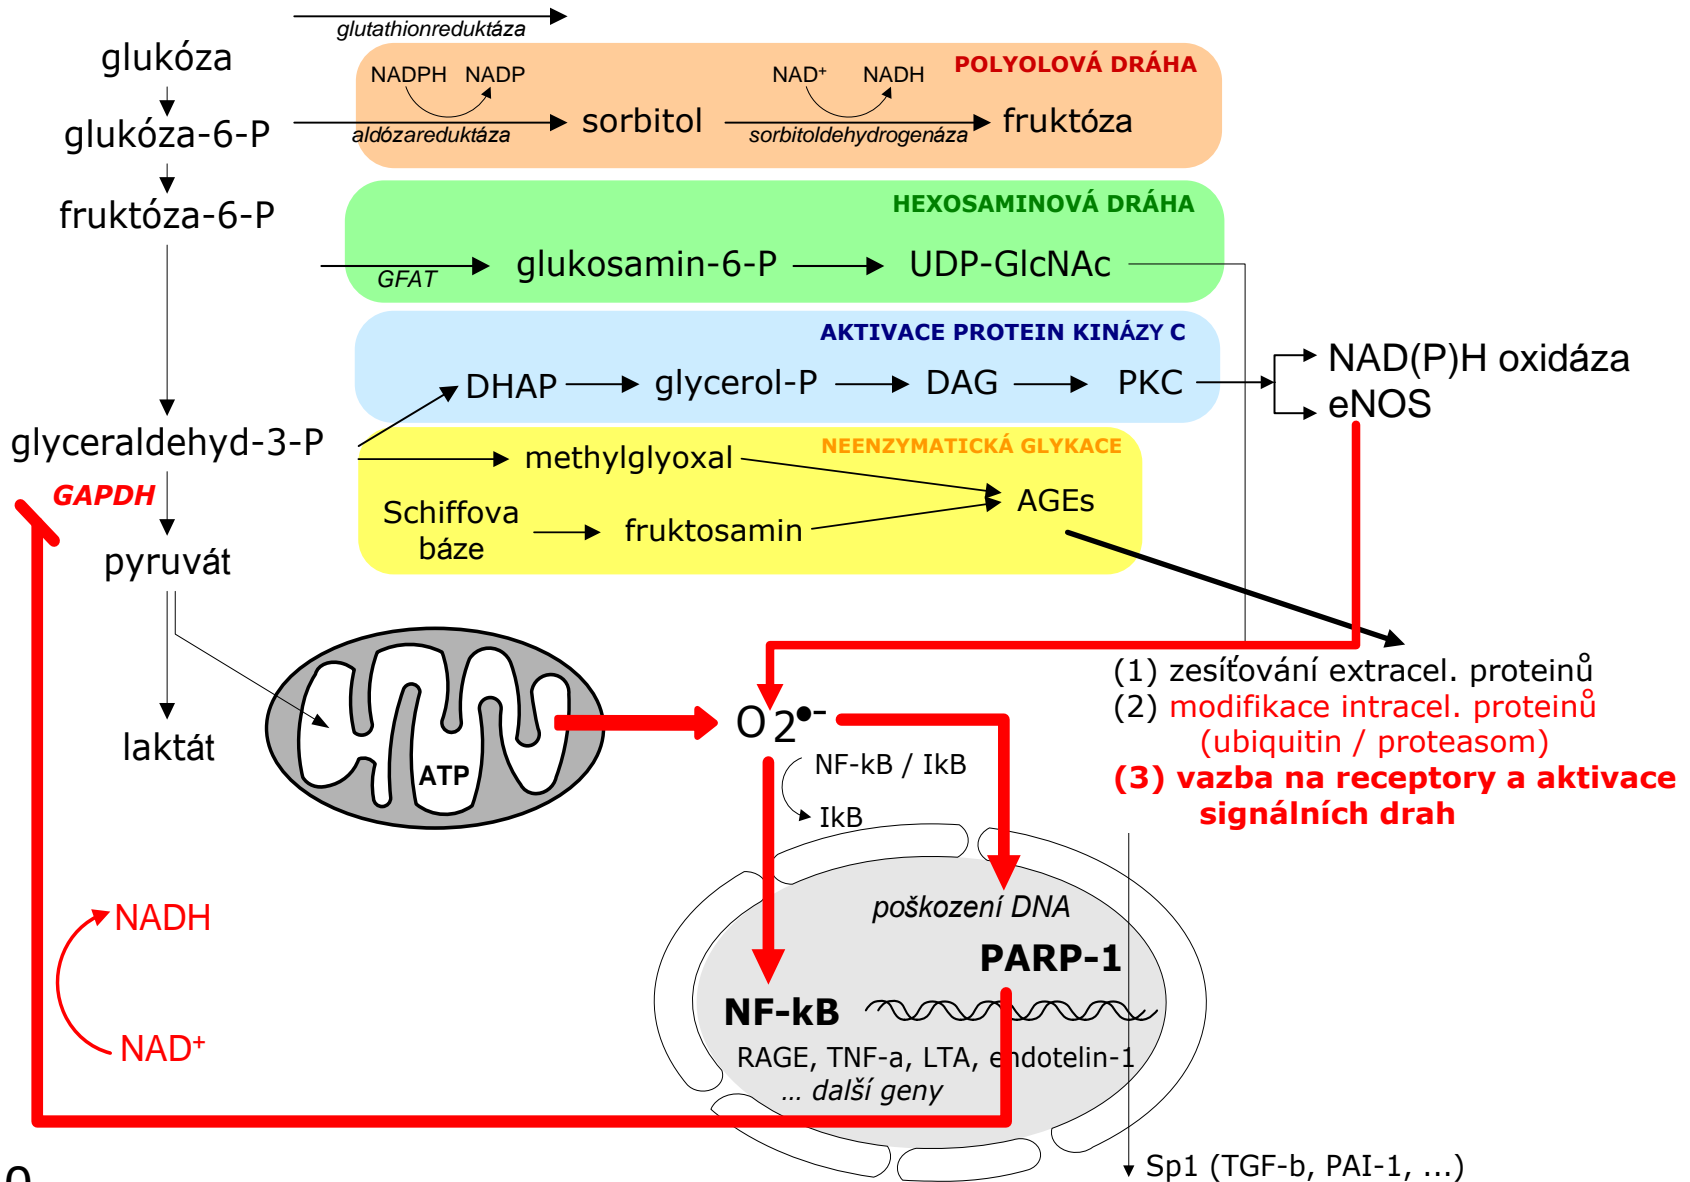 glutathionreduktáza
glukóza
NADPH NADP
NAD+ NADH
POLYOLOVÁ DRÁHA
glukóza-6-P
aldózareduktáza
sorbitol
sorbitoldehydrogenáza
fruktóza
fruktóza-6-P
HEXOSAMINOVÁ DRÁHA
GFAT
glukosamin-6-P
UDP-GlcNAc
AKTIVACE PROTEIN KINÁZY C
DHAP
glycerol-P
DAG
PKC
NAD(P)H oxidáza
eNOS
glyceraldehyd-3-P
NEENZYMATICKÁ GLYKACE
methylglyoxal
AGEs
GAPDH
Schiffova
báze
fruktosamin
pyruvát
laktát
ATP
O2•−
(1) zesíťování extracel. proteinů
(2) modifikace intracel. proteinů
(ubiquitin / proteasom)
(3) vazba na receptory a aktivace
signálních drah
NF-kB / IkB
IkB
NADH
NAD+
poškození DNA
PARP-1
NF-kB
RAGE, TNF-a, LTA, endotelin-1
... další geny
Sp1 (TGF-b, PAI-1, ...)